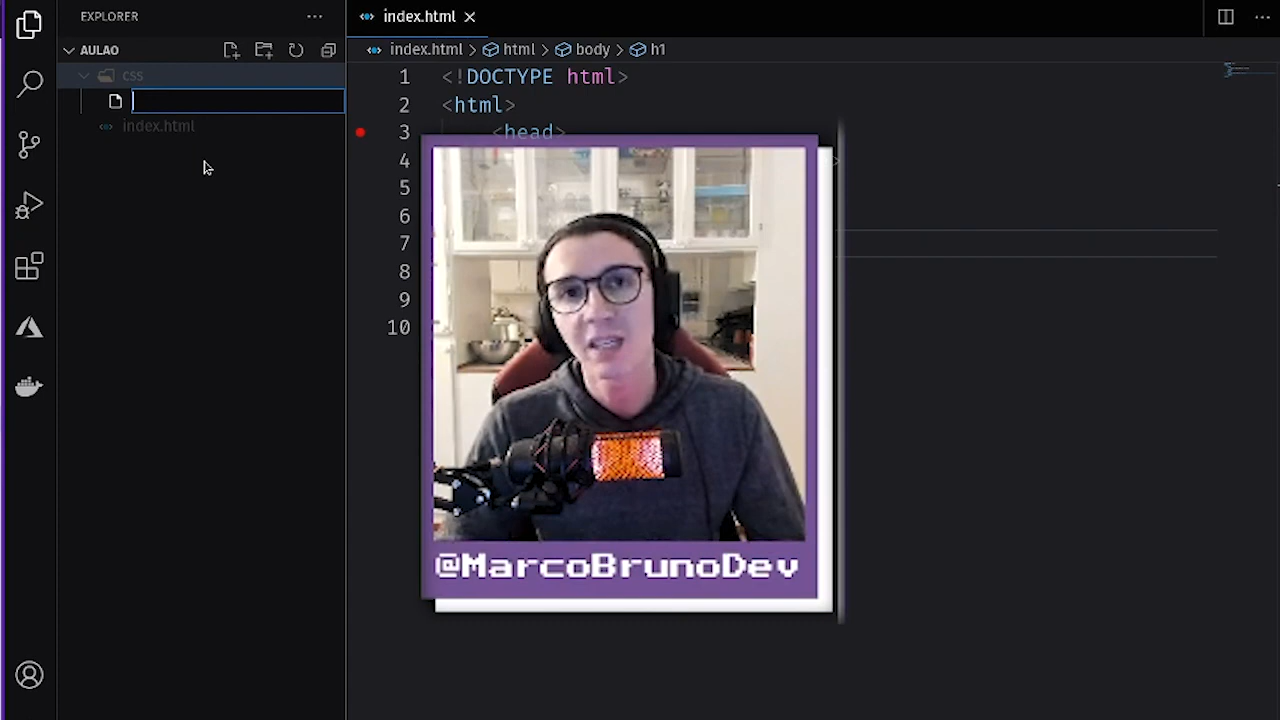 EXPLORER
AULAO
css
index.html
index.html
index.html > html > body > h1
1 <!DOCTYPE html>
2 <html>
3 <head>
4 >
5
6
7
8
9
10
@MarcoBrunoDev